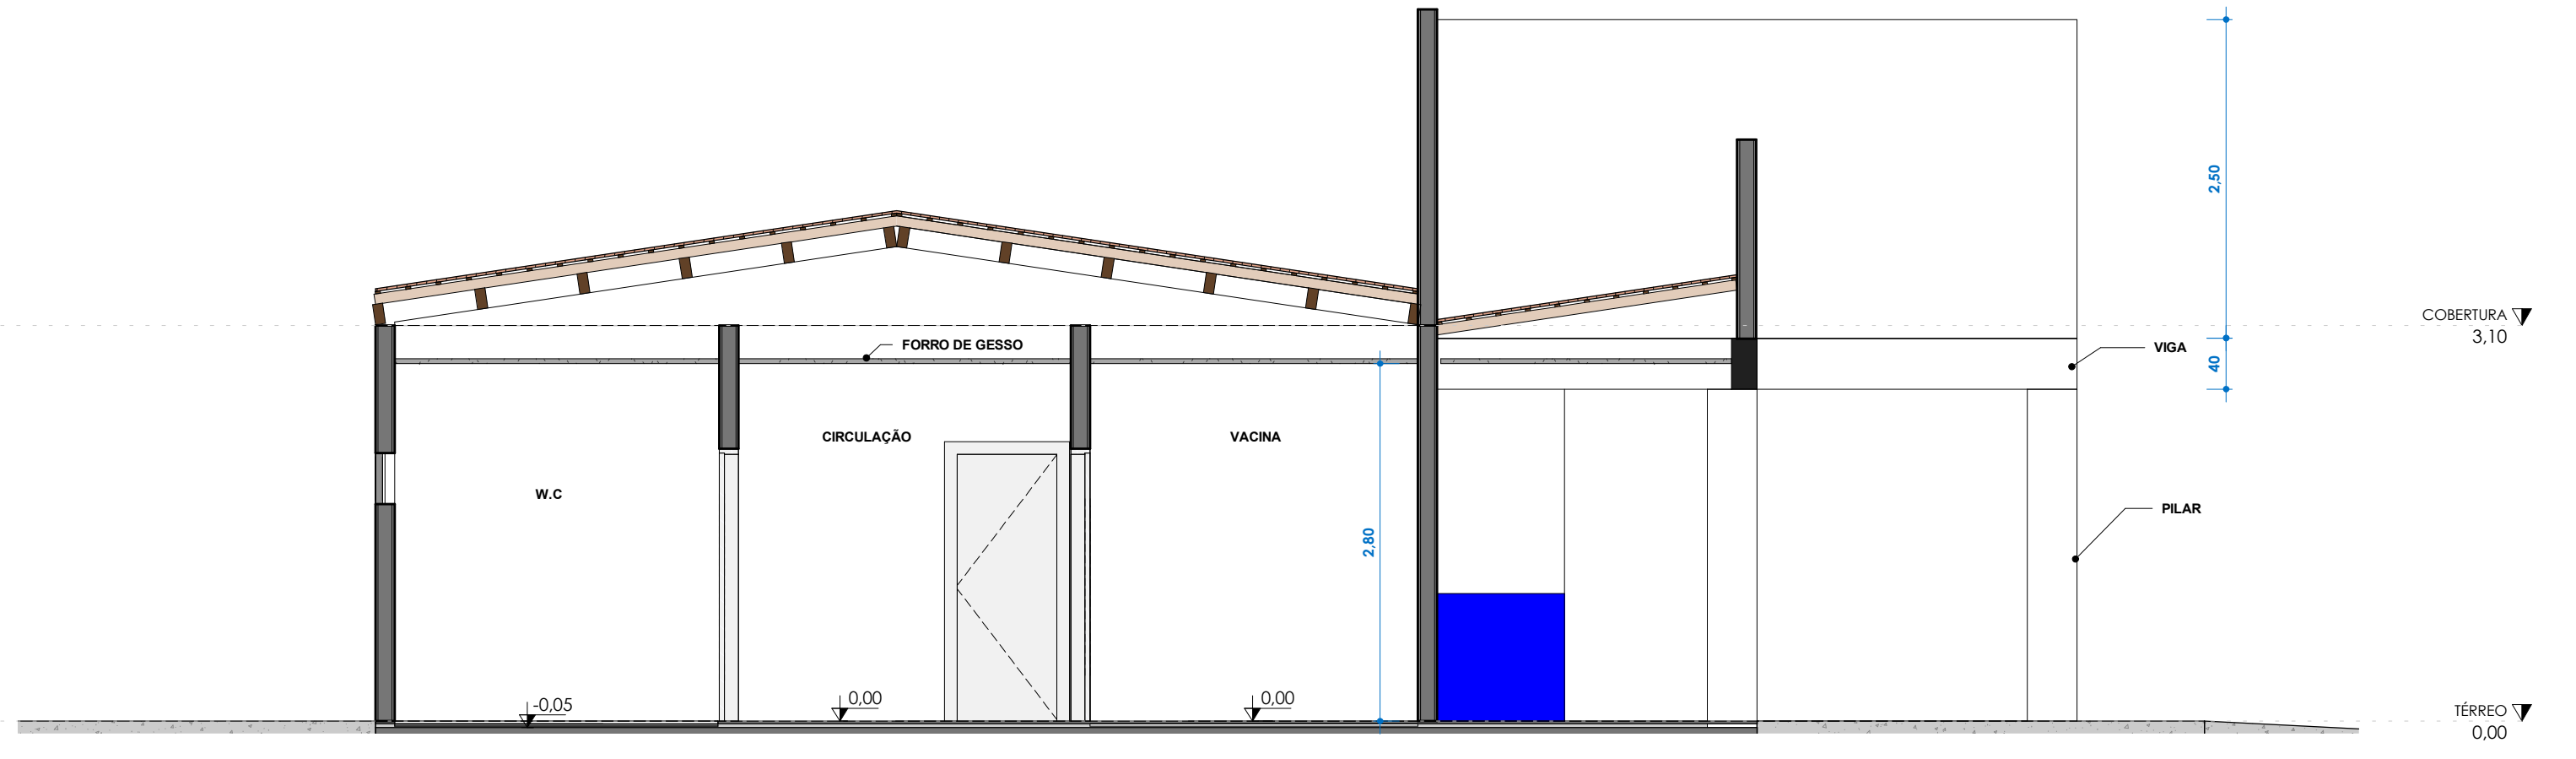 2,50
COBERTURA
3,10
FORRO DE GESSO
VIGA
40
CIRCULAÇÃO
VACINA
W.C
PILAR
2,80
-0,05
0,00
0,00
TÉRREO
0,00